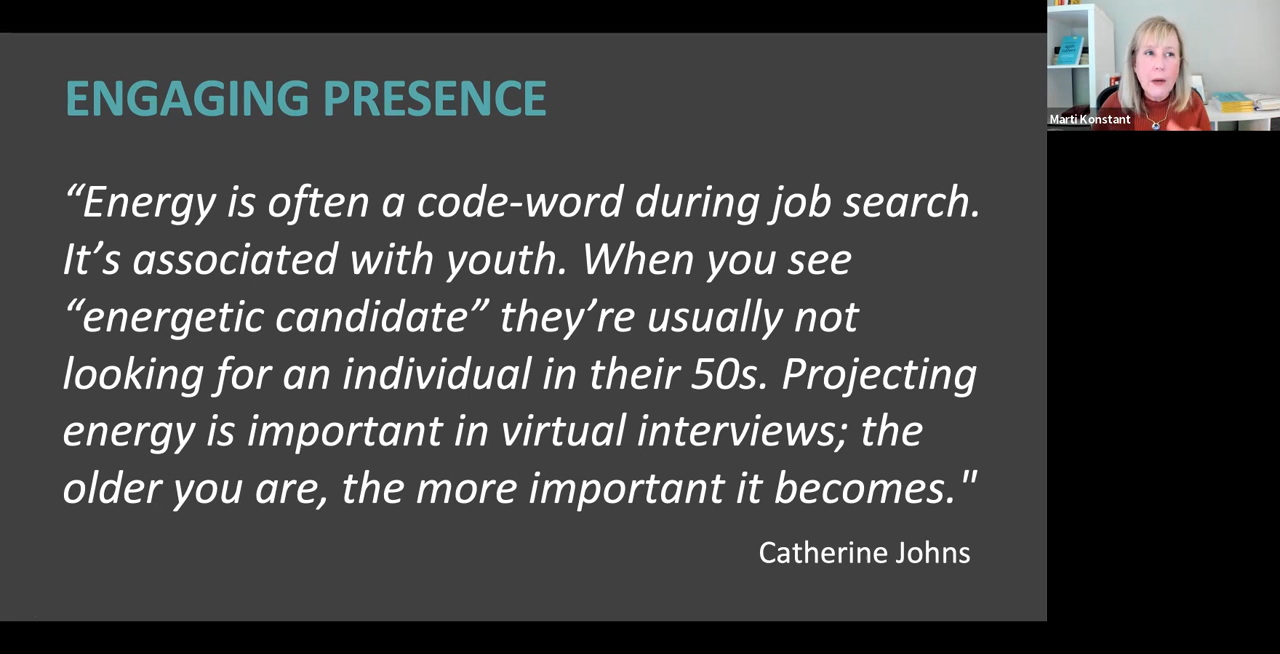 ENGAGING PRESENCE
“Energy is often a code-word during job search.
It’s associated with youth. When you see
“energetic candidate” they’re usually not
looking for an individual in their 50s. Projecting
energy is important in virtual interviews; the
older you are, the more important it becomes."
Catherine Johns
Marti Konstant